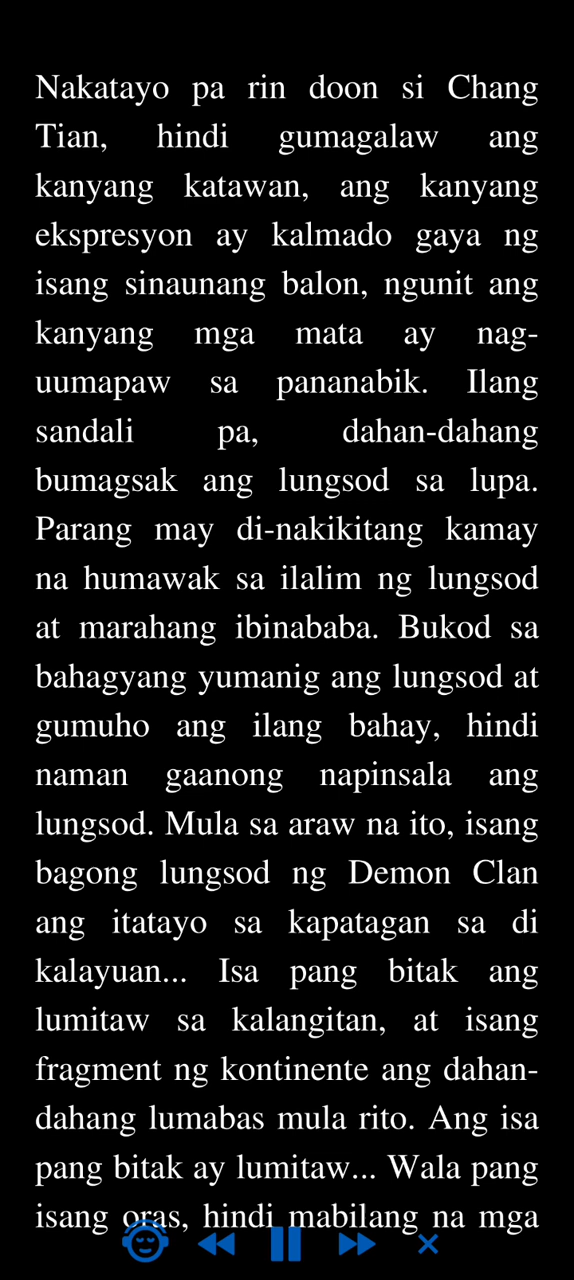 Nakatayo pa rin doon si Chang
Tian, hindi gumagalaw ang
kanyang katawan, ang kanyang
ekspresyon ay kalmado gaya ng
isang sinaunang balon, ngunit ang
kanyang mga mata ay nag-
uumapaw sa pananabik. Ilang
sandali pa, dahan-dahang
bumagsak ang lungsod sa lupa.
Parang may di-nakikitang kamay
na humawak sa ilalim ng lungsod
at marahang ibinababa. Bukod sa
bahagyang yumanig ang lungsod at
gumuho ang ilang bahay, hindi
naman gaanong napinsala ang
lungsod. Mula sa araw na ito, isang
bagong lungsod ng Demon Clan
ang itatayo sa kapatagan sa di
kalayuan... Isa pang bitak ang
lumitaw sa kalangitan, at isang
fragment ng kontinente ang dahan-
dahang lumabas mula rito. Ang isa
pang bitak ay lumitaw... Wala pang
isang oras, hindi mabilang na mga